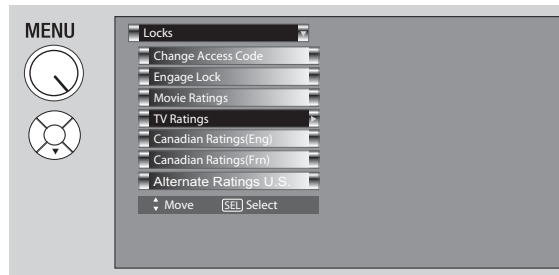 MENU
Locks
Change Access Code
Engage Lock
Movie Ratings
TV Ratings
Canadian Ratings(Eng)
Canadian Ratings(Frn)
Alternate Ratings U.S.
Move SEL Select